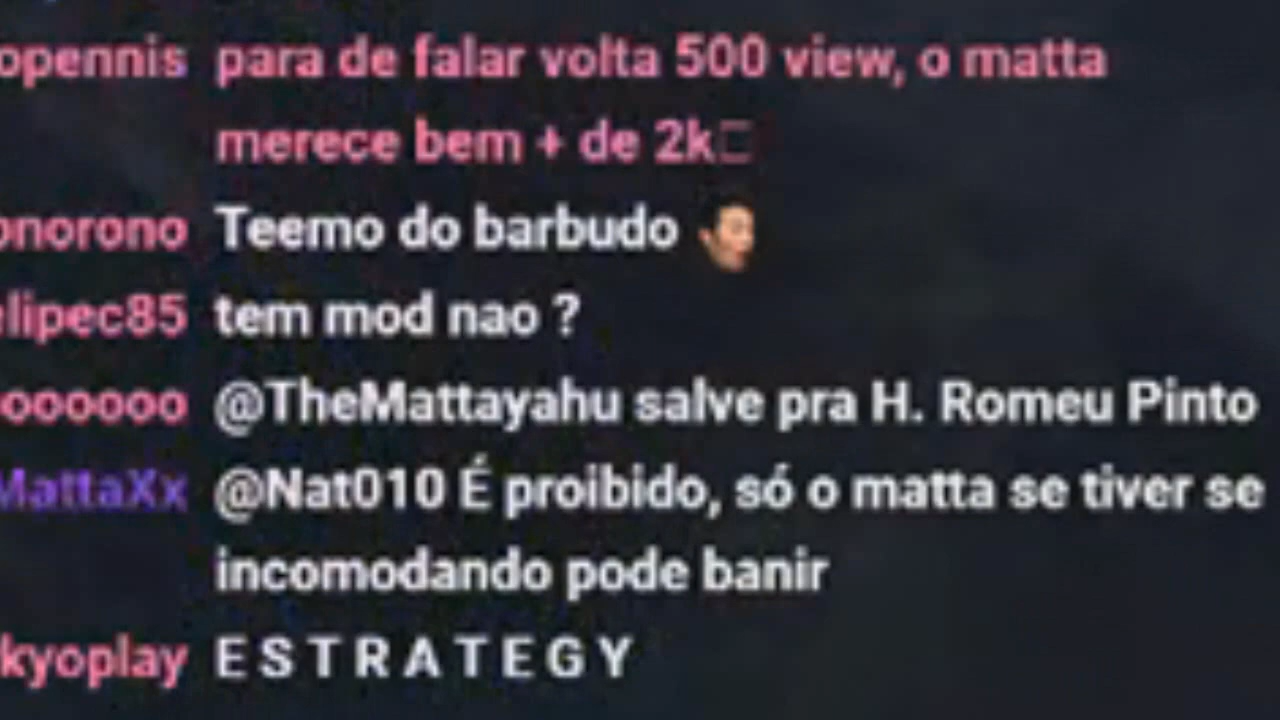 opennis para de falar volta 500 view, o matta
merece bem + de 2k
onorono Teemo do barbudo
elipec85 tem mod nao ?
oooooo @TheMattayahu salve pra H. Romeu Pinto
MattaXx @Nat010 É proibido, só o matta se tiver se
incomodando pode banir
kyoplay E S T R A T E G Y